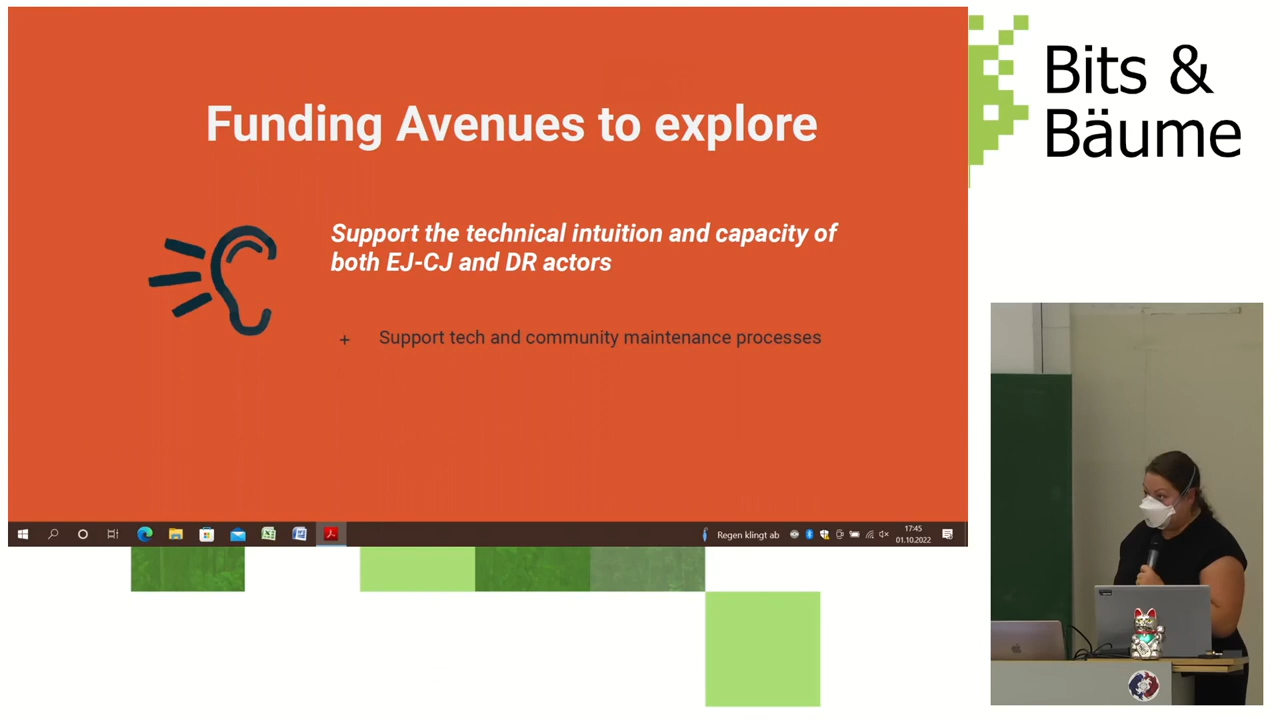 Funding Avenues to explore
Support the technical intuition and capacity of
both EJ-CJ and DR actors
+ Support tech and community maintenance processes
Regen klingt ab
17:45
01.10.2022
Bits &
Bäume